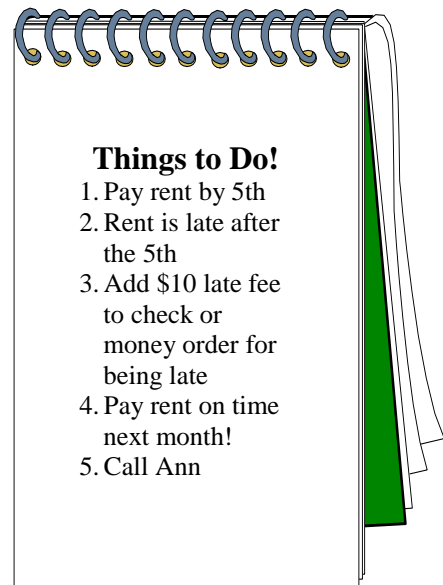 Things to Do!
1. Pay rent by 5th
2. Rent is late after
the 5th
3. Add $10 late fee
to check or
money order for
being late
4. Pay rent on time
next month!
5. Call Ann